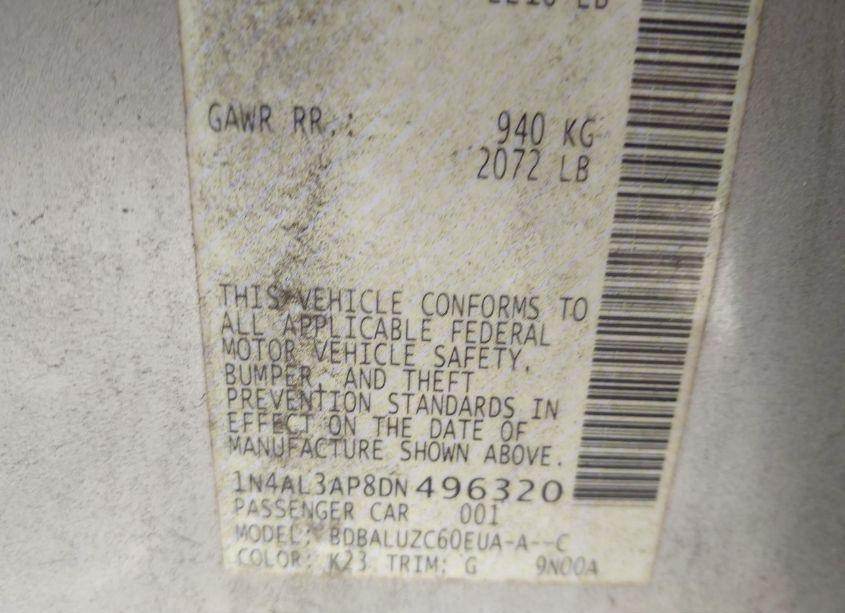 GAWR RR.: 940 KG
2072 LB
THIS VEHICLE CONFORMS TO
ALL APPLICABLE FEDERAL
MOTOR VEHICLE SAFETY,
BUMPER, AND THEFT
PREVENTION STANDARDS IN
EFFECT ON THE DATE OF
MANUFACTURE SHOWN ABOVE.
1N4AL3AP8DN496320
PASSENGER CAR 001
MODEL: BDBALUZC60EUA-A--C
COLOR: K23 TRIM: G 9N00A